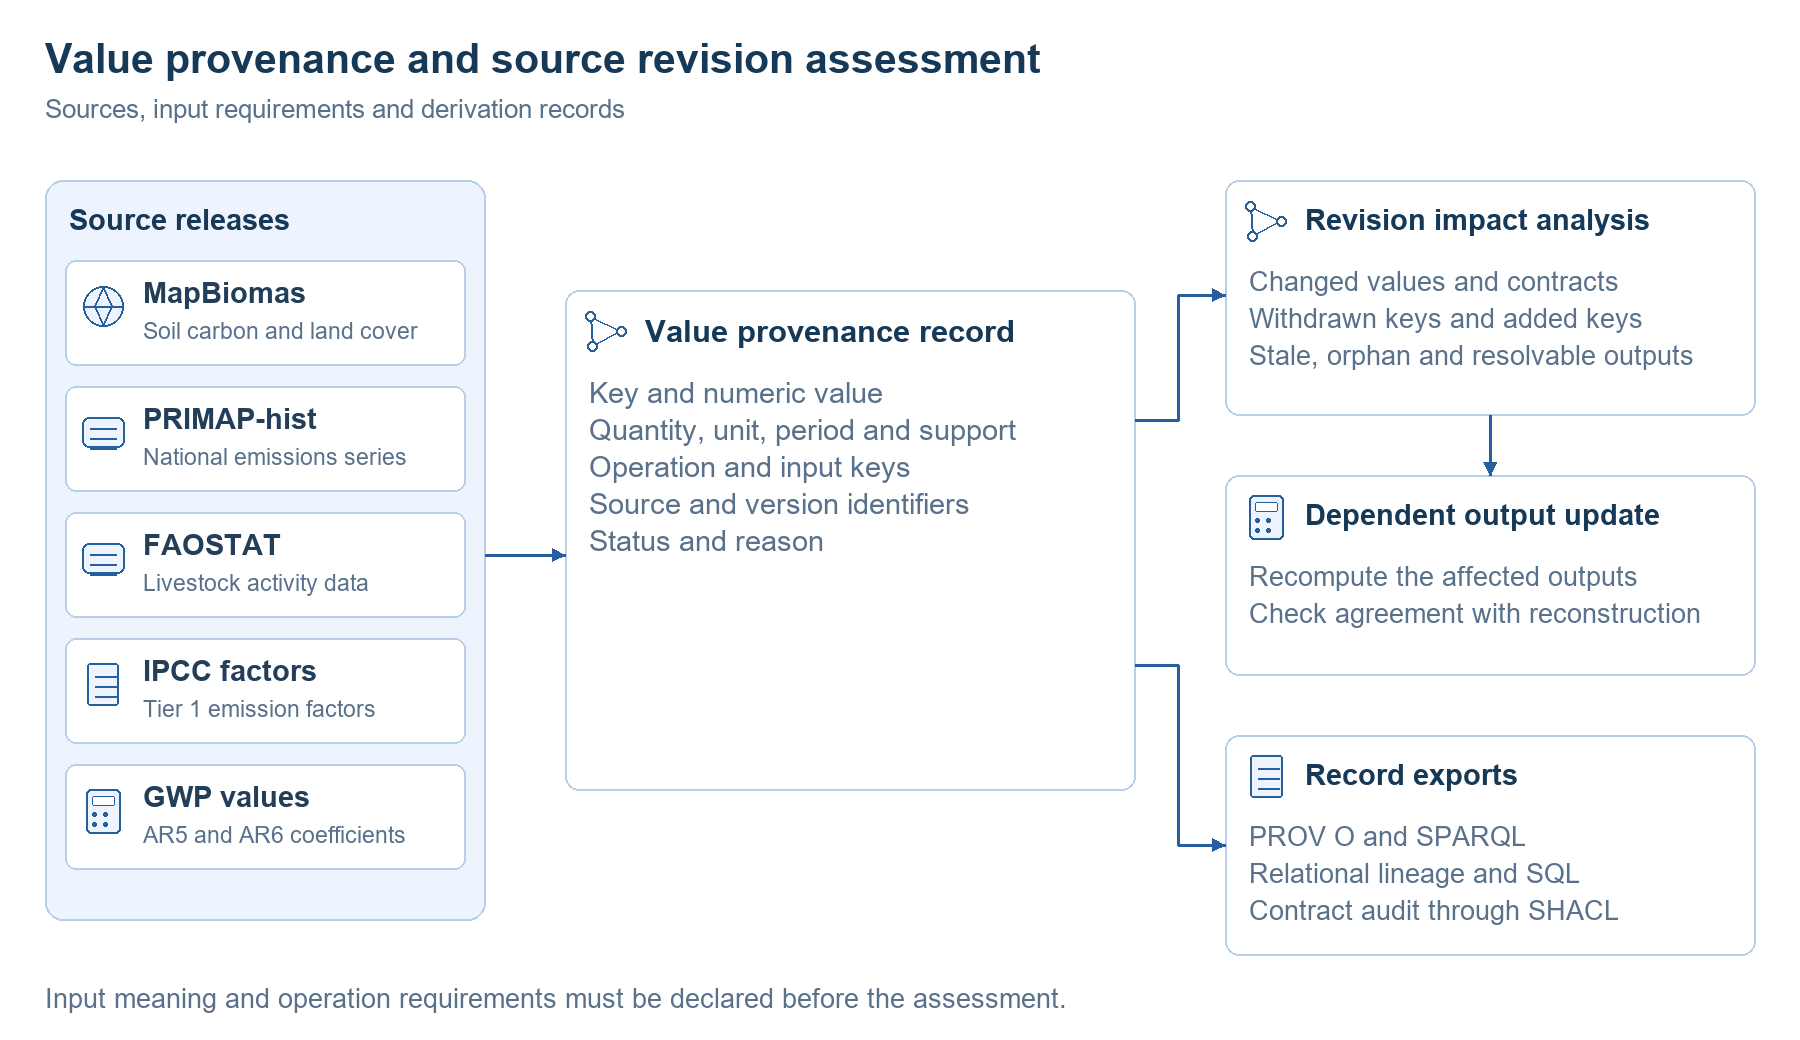 Value provenance and source revision assessment
Sources, input requirements and derivation records
Source releases
MapBiomas
Soil carbon and land cover
PRIMAP-hist
National emissions series
FAOSTAT
Livestock activity data
IPCC factors
Tier 1 emission factors
GWP values
AR5 and AR6 coefficients
Value provenance record
Key and numeric value
Quantity, unit, period and support
Operation and input keys
Source and version identifiers
Status and reason
Revision impact analysis
Changed values and contracts
Withdrawn keys and added keys
Stale, orphan and resolvable outputs
Dependent output update
Recompute the affected outputs
Check agreement with reconstruction
Record exports
PROV O and SPARQL
Relational lineage and SQL
Contract audit through SHACL
Input meaning and operation requirements must be declared before the assessment.